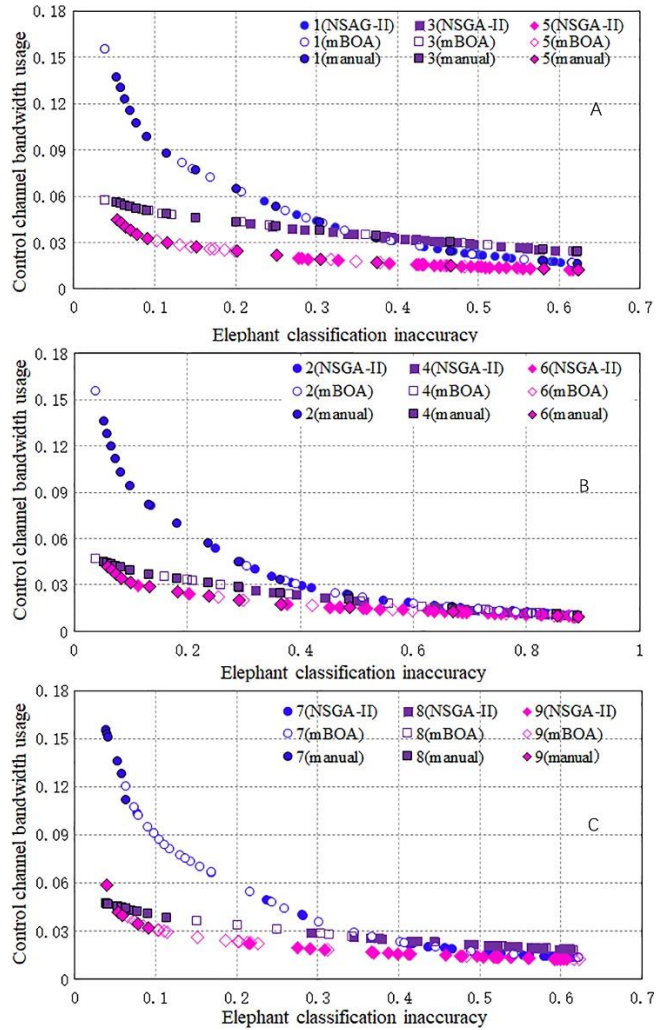 0.18
0.15
0.12
0.09
0.06
0.03
0
Control channel bandwidth usage
1(NSAG-II) 3(NSGA-II) 5(NSGA-II)
1(mBOA) 3(mBOA) 5(mBOA)
1(manual) 3(manual) 5(manual)
A
0 0.1 0.2 0.3 0.4 0.5 0.6 0.7
Elephant classification inaccuracy
0.18
0.15
0.12
0.09
0.06
0.03
0
Control channel bandwidth usage
2(NSGA-II) 4(NSGA-II) 6(NSGA-II)
2(mBOA) 4(mBOA) 6(mBOA)
2(manual) 4(manual) 6(manual)
B
0 0.2 0.4 0.6 0.8 1
Elephant classification inaccuracy
0.18
0.15
0.12
0.09
0.06
0.03
0
Control channel bandwidth usage
7(NSGA-II) 8(NSGA-II) 9(NSGA-II)
7(mBOA) 8(mBOA) 9(mBOA)
7(manual) 8(manual) 9(manual)
C
0 0.1 0.2 0.3 0.4 0.5 0.6 0.7
Elephant classification inaccuracy